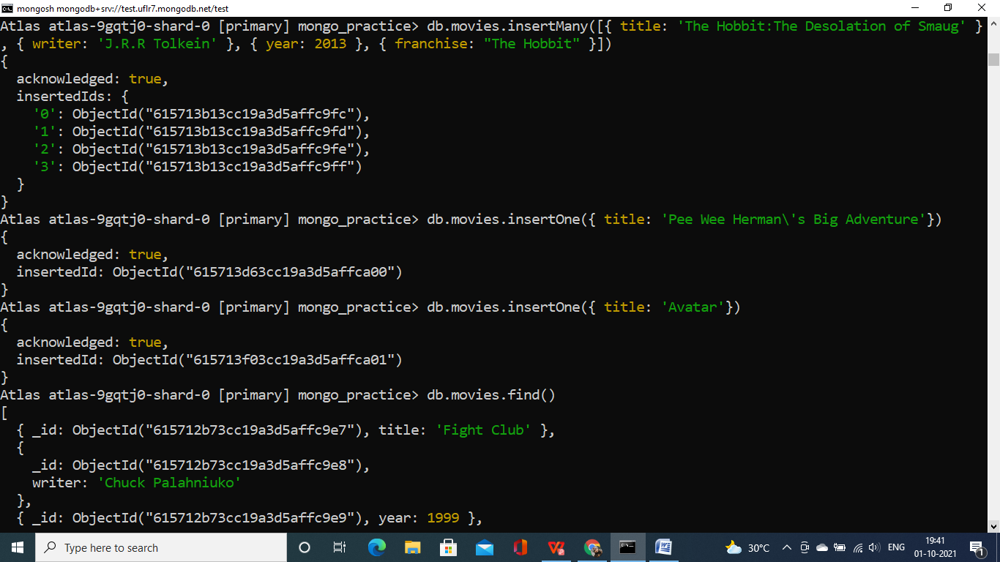 mongosh mongodb+srv://test.uflr7.mongodb.net/test
Atlas atlas-9gqtj0-shard-0 [primary] mongo_practice> db.movies.insertMany([{ title: 'The Hobbit:The Desolation of Smaug' }
, { writer: 'J.R.R Tolkein' }, { year: 2013 }, { franchise: "The Hobbit" }])
{
  acknowledged: true,
  insertedIds: {
    '0': ObjectId("615713b13cc19a3d5affc9fc"),
    '1': ObjectId("615713b13cc19a3d5affc9fd"),
    '2': ObjectId("615713b13cc19a3d5affc9fe"),
    '3': ObjectId("615713b13cc19a3d5affc9ff")
  }
}
Atlas atlas-9gqtj0-shard-0 [primary] mongo_practice> db.movies.insertOne({ title: 'Pee Wee Herman\'s Big Adventure'})
{
  acknowledged: true,
  insertedId: ObjectId("615713d63cc19a3d5affca00")
}
Atlas atlas-9gqtj0-shard-0 [primary] mongo_practice> db.movies.insertOne({ title: 'Avatar'})
{
  acknowledged: true,
  insertedId: ObjectId("615713f03cc19a3d5affca01")
}
Atlas atlas-9gqtj0-shard-0 [primary] mongo_practice> db.movies.find()
[
  { _id: ObjectId("615712b73cc19a3d5affc9e7"), title: 'Fight Club' },
  {
    _id: ObjectId("615712b73cc19a3d5affc9e8"),
    writer: 'Chuck Palahniuko'
  },
  { _id: ObjectId("615712b73cc19a3d5affc9e9"), year: 1999 },
Type here to search
30°C
ENG
19:41
01-10-2021
1